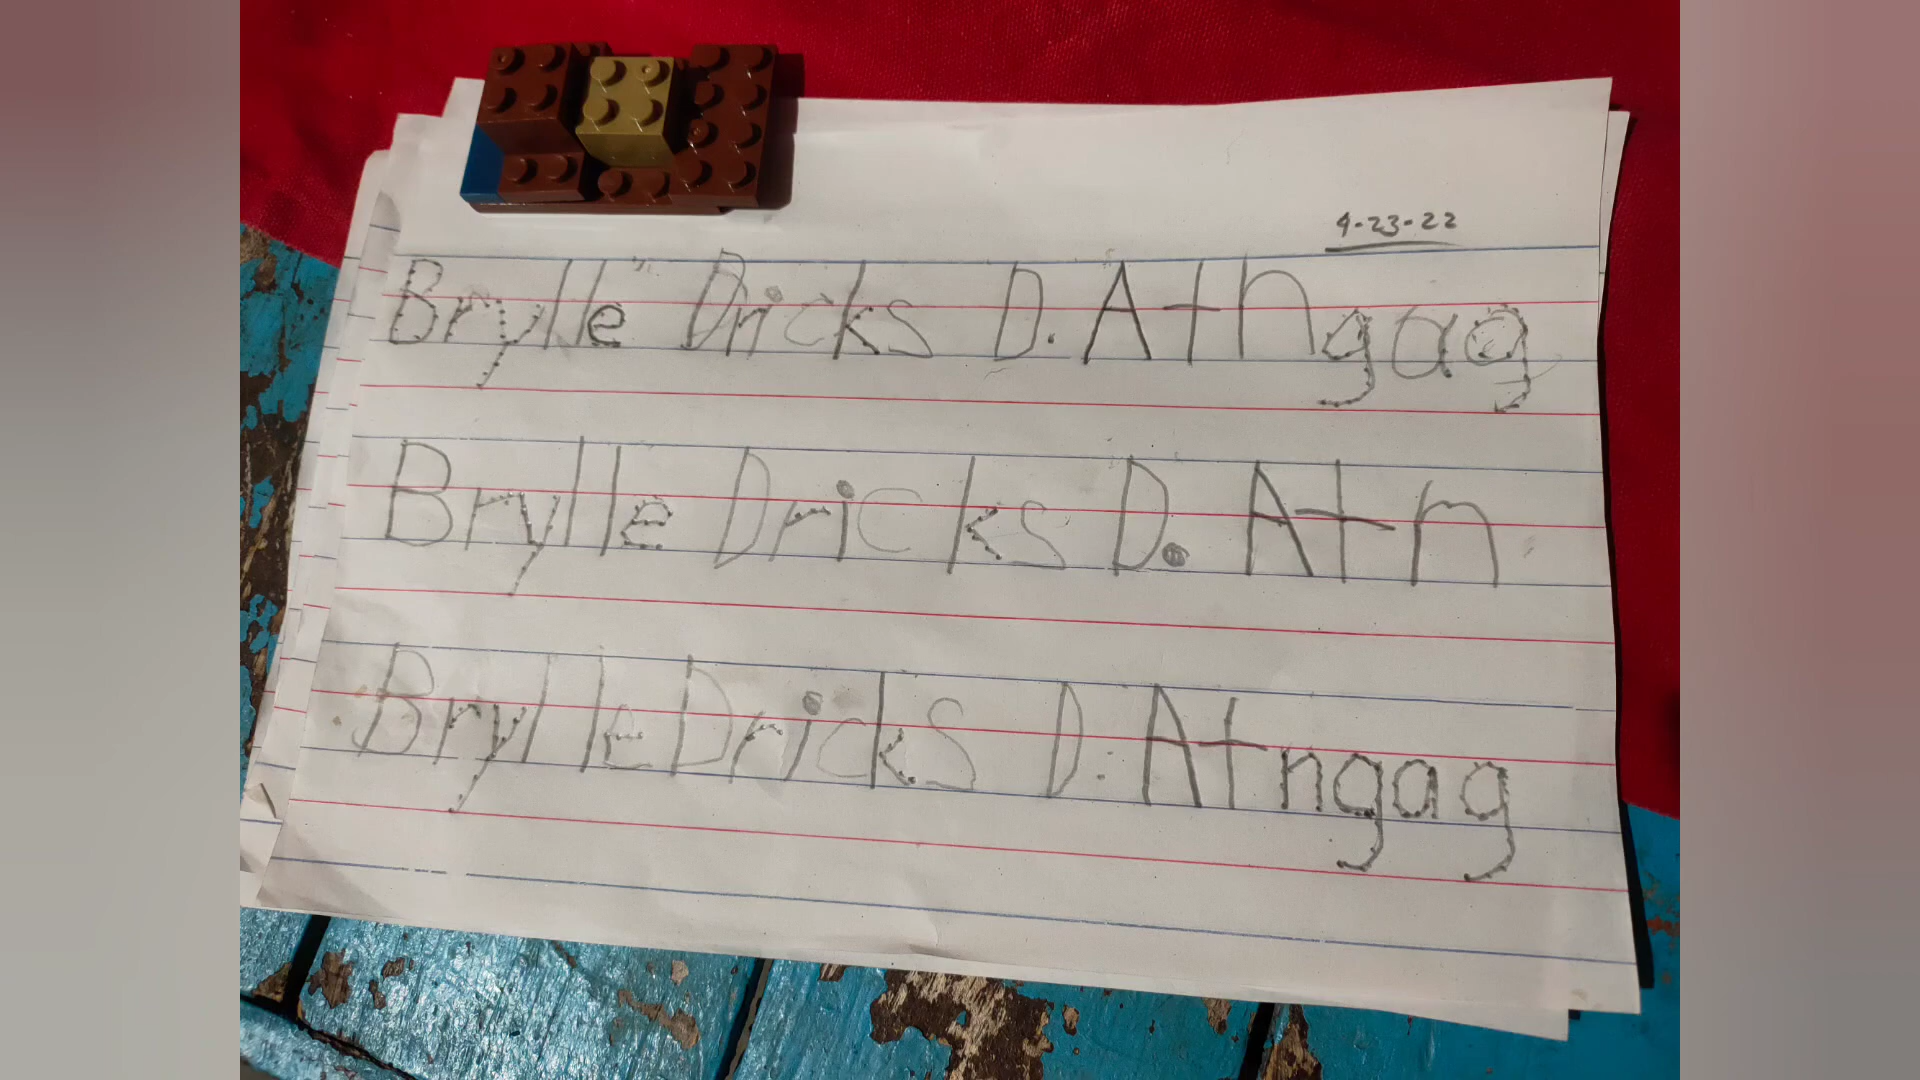 4-23-22
Brylle Dricks D. Atngag
Brylle Dricks D. Atn
Brylle Dricks D. Atngag